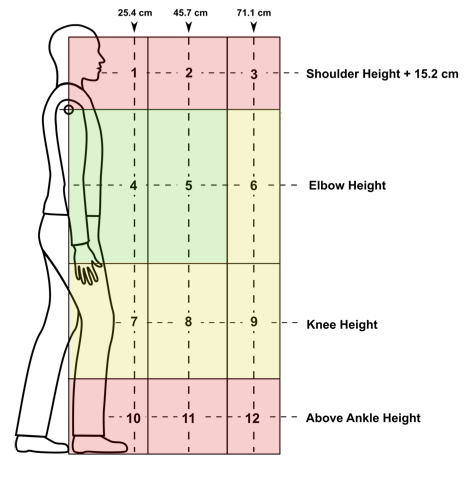 25.4 cm 45.7 cm 71.1 cm
1 2 3 Shoulder Height + 15.2 cm
4 5 6 Elbow Height
7 8 9 Knee Height
10 11 12 Above Ankle Height